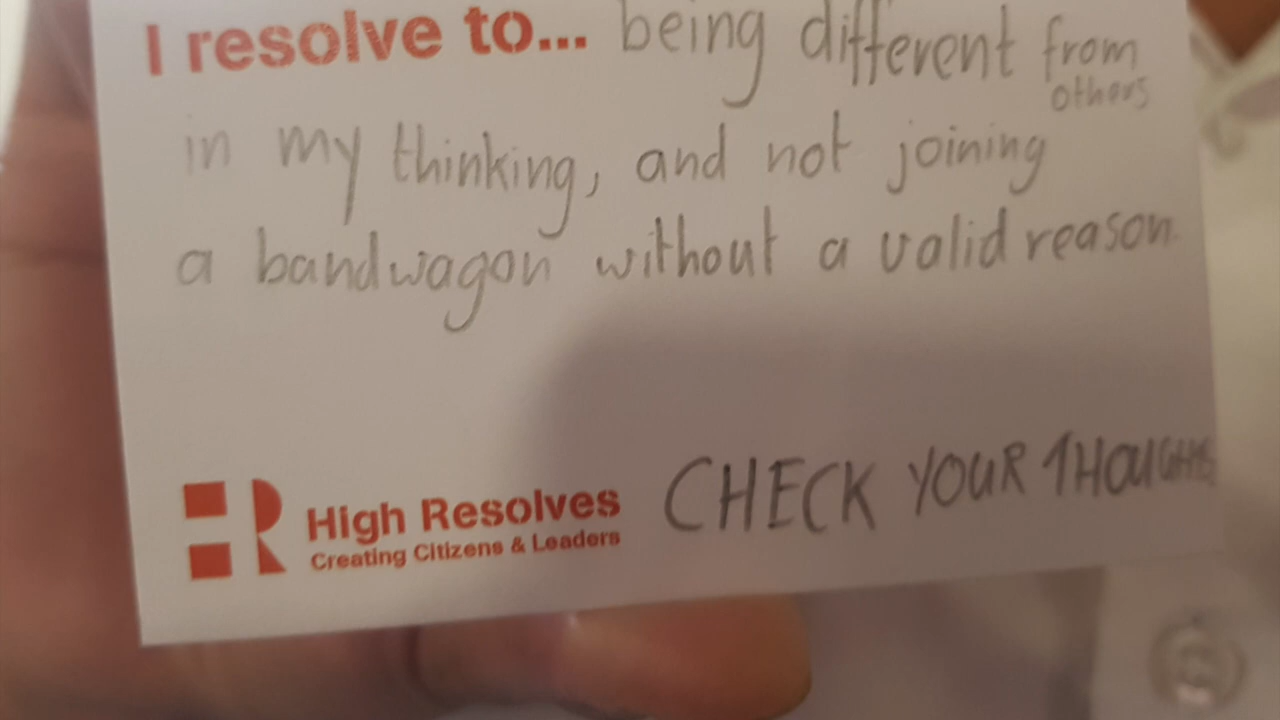 I resolve to... being different from
others
in my thinking, and not joining
a bandwagon without a valid reason.
High Resolves
Creating Citizens & Leaders
CHECK YOUR THOUGHTS